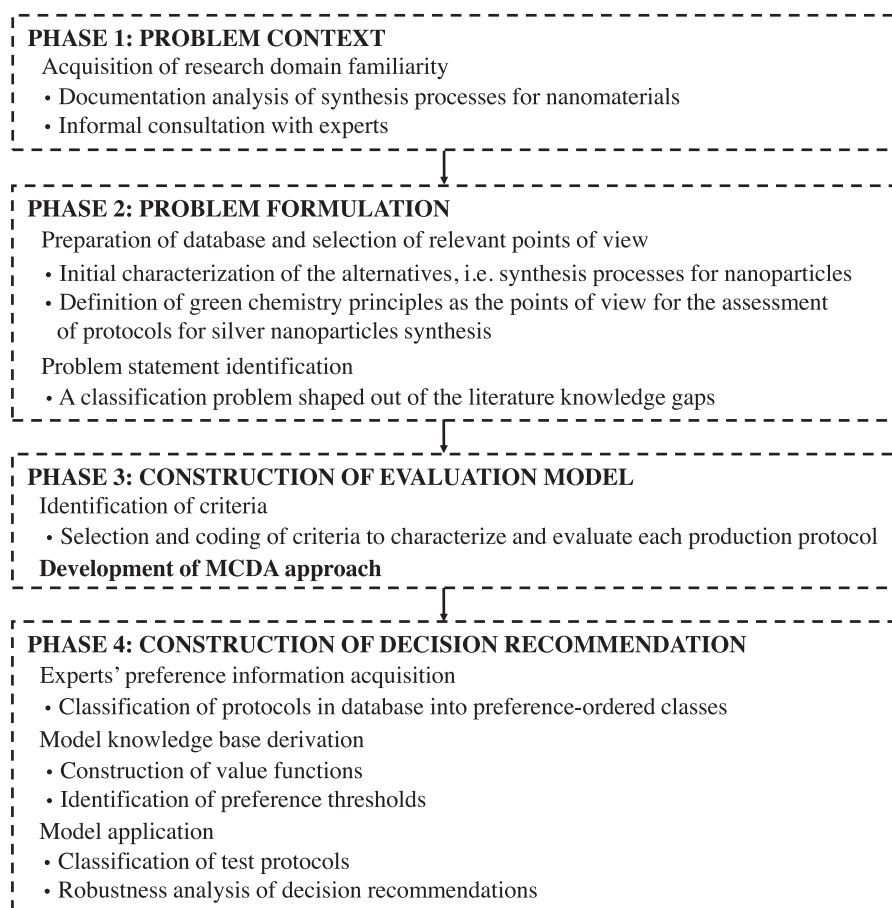 PHASE 1: PROBLEM CONTEXT
Acquisition of research domain familiarity
• Documentation analysis of synthesis processes for nanomaterials
• Informal consultation with experts
PHASE 2: PROBLEM FORMULATION
Preparation of database and selection of relevant points of view
• Initial characterization of the alternatives, i.e. synthesis processes for nanoparticles
• Definition of green chemistry principles as the points of view for the assessment
of protocols for silver nanoparticles synthesis
Problem statement identification
• A classification problem shaped out of the literature knowledge gaps
PHASE 3: CONSTRUCTION OF EVALUATION MODEL
Identification of criteria
• Selection and coding of criteria to characterize and evaluate each production protocol
Development of MCDA approach
PHASE 4: CONSTRUCTION OF DECISION RECOMMENDATION
Experts' preference information acquisition
• Classification of protocols in database into preference-ordered classes
Model knowledge base derivation
• Construction of value functions
• Identification of preference thresholds
Model application
• Classification of test protocols
• Robustness analysis of decision recommendations